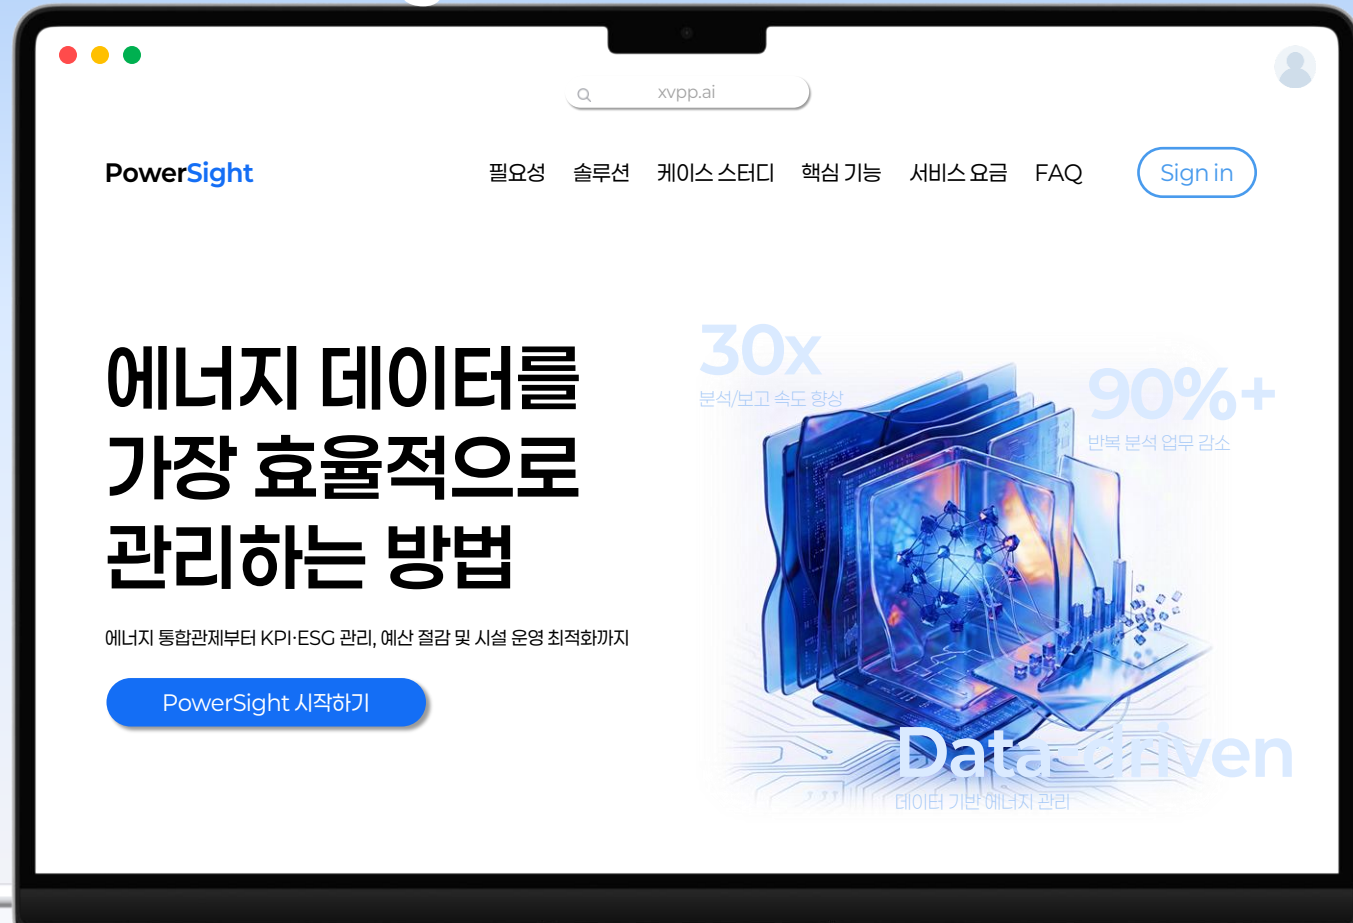 xvpp.ai
PowerSight
필요성 솔루션 케이스 스터디 핵심 기능 서비스 요금 FAQ Sign in
에너지 데이터를
가장 효율적으로
관리하는 방법
에너지 통합관제부터 KPI·ESG 관리, 예산 절감 및 시설 운영 최적화까지
PowerSight 시작하기
30x
분석/보고 속도 향상
90%+
반복 분석 업무 감소
Data-driven
데이터 기반 에너지 관리